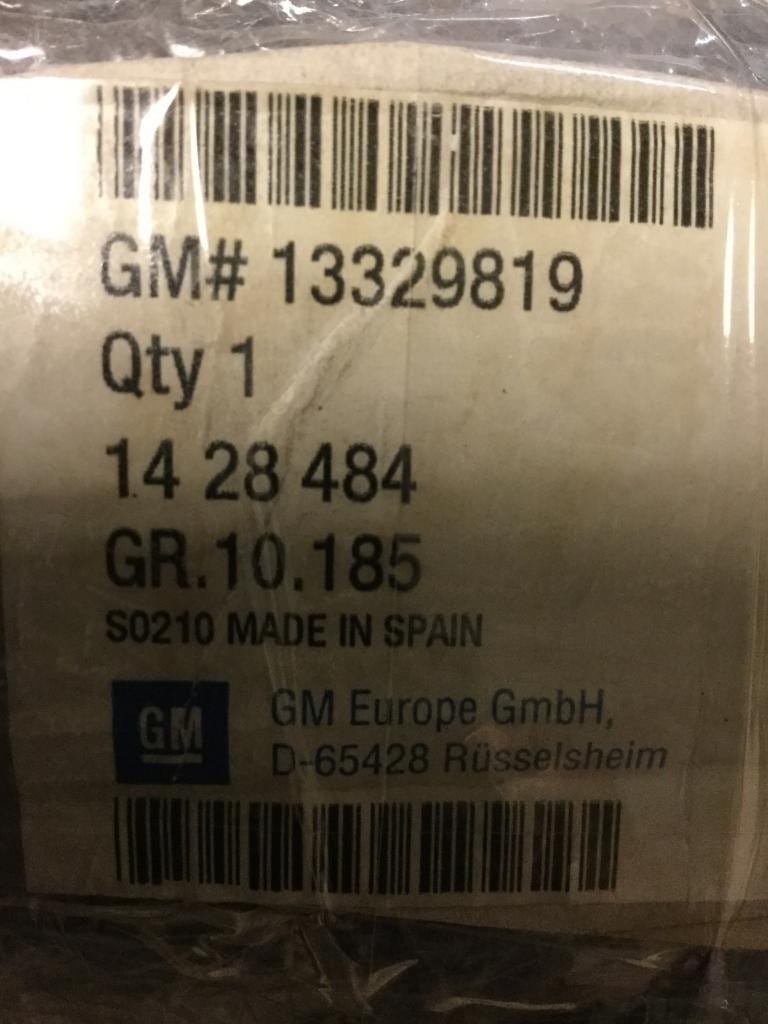 GM# 13329819
Qty 1
14 28 484
GR.10.185
S0210 MADE IN SPAIN
GM
GM Europe GmbH,
D-65428 Rüsselsheim